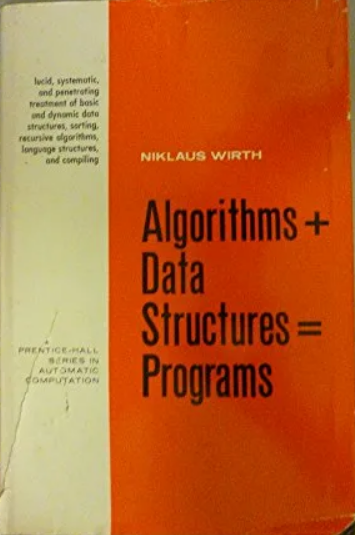 lucid, systematic,
and penetrating
treatment of basic
and dynamic data
structures, sorting,
recursive algorithms,
language structures,
and compiling
NIKLAUS WIRTH
Algorithms +
Data
Structures =
Programs
PRENTICE-HALL
SERIES IN
AUTOMATIC
COMPUTATION